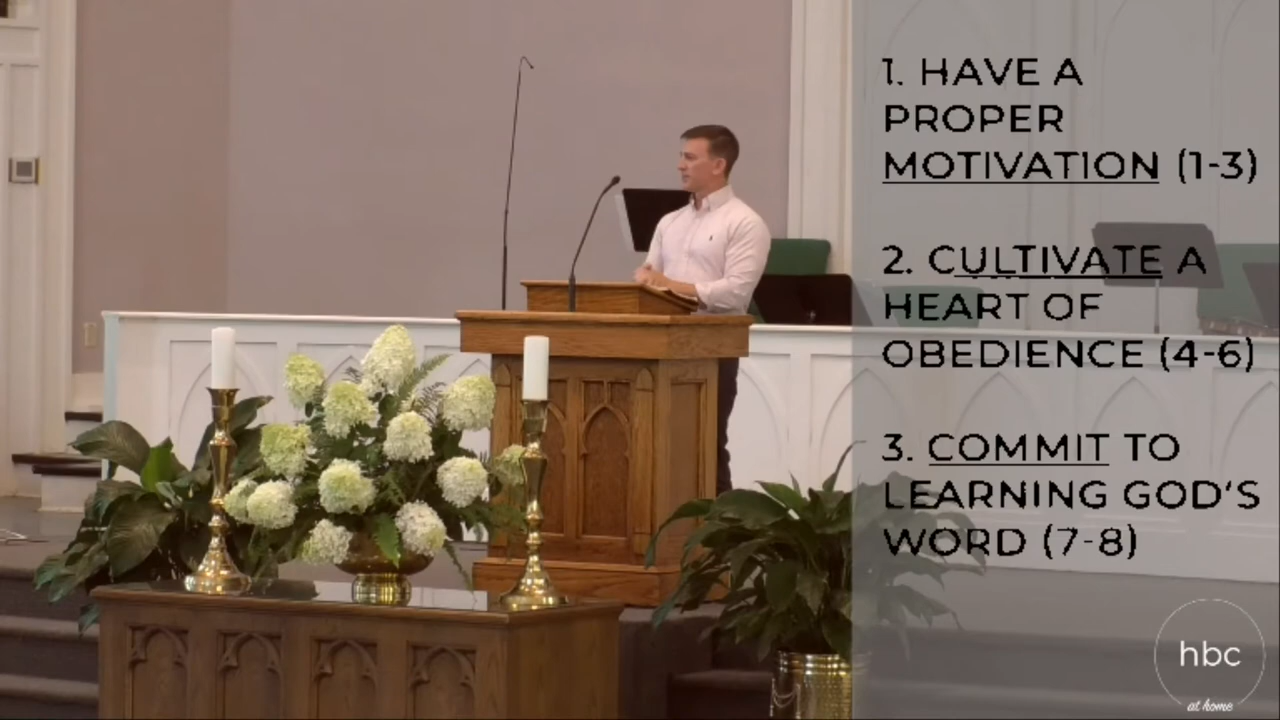 1. HAVE A
PROPER
MOTIVATION (1-3)
2. CULTIVATE A
HEART OF
OBEDIENCE (4-6)
3. COMMIT TO
LEARNING GOD'S
WORD (7-8)
hbc
at home